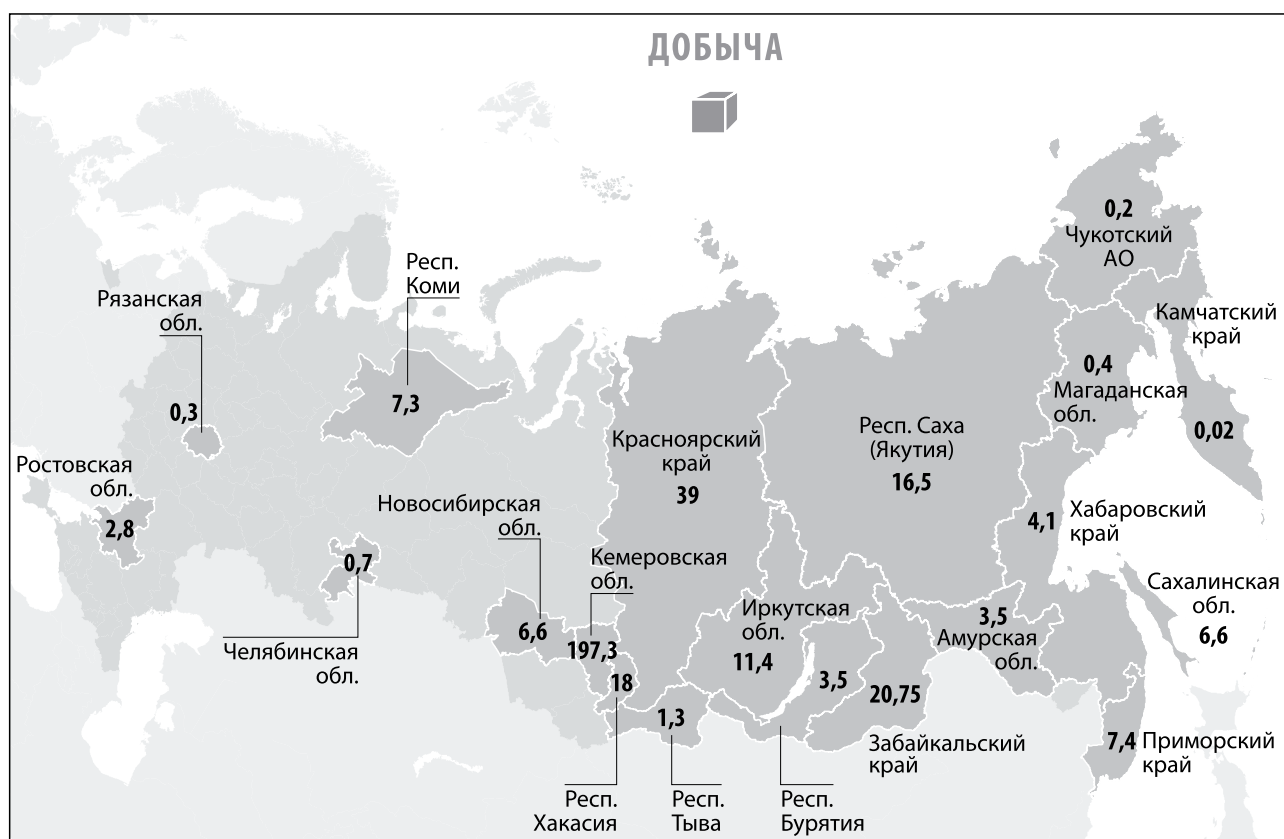 ДОБЫЧА
0,2
Чукотский
АО
Респ.
Коми
7,3
Рязанская
обл.
0,3
Камчатский
край
0,02
0,4
Магаданская
обл.
Красноярский
край
39
Респ. Саха
(Якутия)
16,5
Ростовская
обл.
2,8
Новосибирская
обл.
6,6
4,1
Хабаровский
край
0,7
Челябинская
обл.
Кемеровская
обл.
197,3
Сахалинская
обл.
6,6
Иркутская
обл.
11,4
3,5
Амурская
обл.
18
3,5
20,75
Забайкальский
край
1,3
7,4
Приморский
край
Респ.
Хакасия
Респ.
Тыва
Респ.
Бурятия